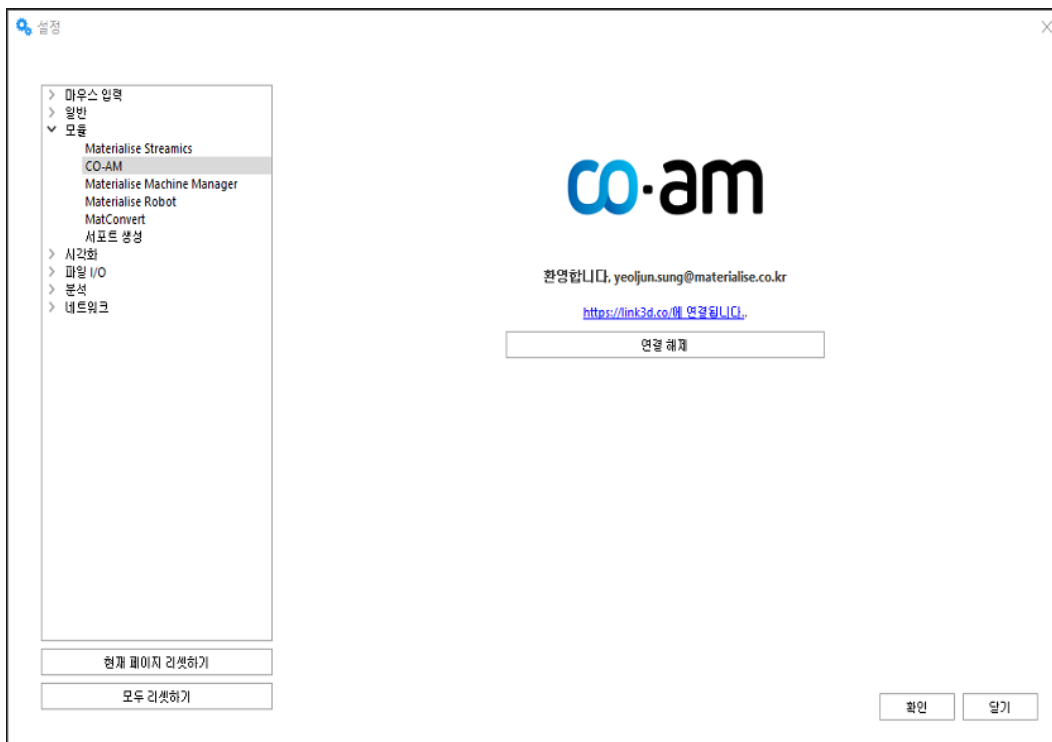 설정
마우스 입력
일반
모듈
Materialise Streamics
CO-AM
Materialise Machine Manager
Materialise Robot
MatConvert
서포트 생성
시각화
파일 I/O
분석
네트워크
co·am
환영합니다, yeoljun.sung@materialise.co.kr
https://link3d.co/에 연결됩니다..
연결 해제
현재 페이지 리셋하기
모두 리셋하기
확인
닫기